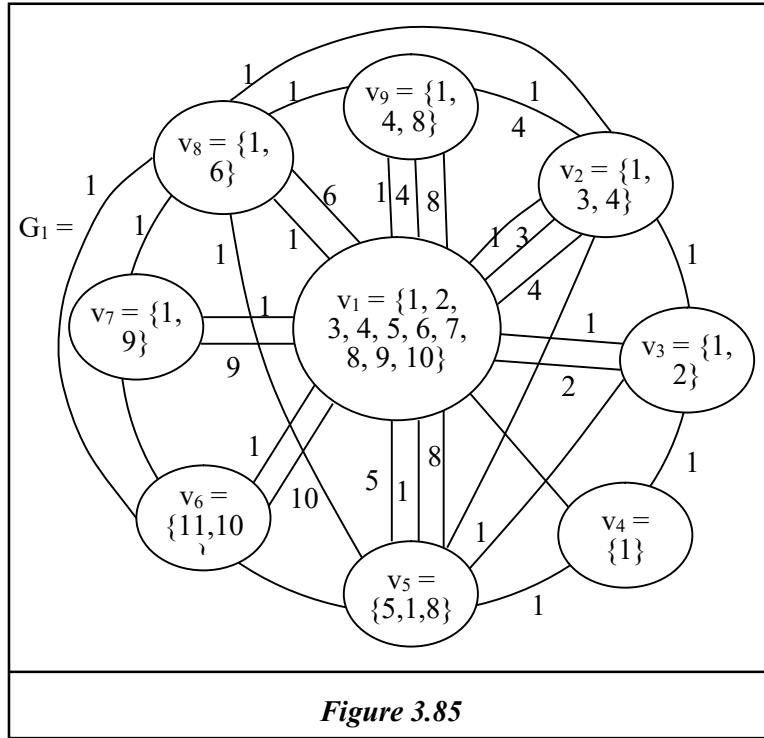 1
1
1
v₉ = {1,
4, 8}
4
v₈ = {1,
6}
v₂ = {1,
3, 4}
1
6
1
4
8
1
G₁ =
1
1
1
3
1
4
v₇ = {1,
9}
1
v₁ = {1, 2,
3, 4, 5, 6, 7,
8, 9, 10}
1
v₃ = {1,
2}
9
2
1
8
1
5
1
10
v₆ =
{11,10
}
1
v₄ =
{1}
v₅ =
{5,1,8}
1
Figure 3.85